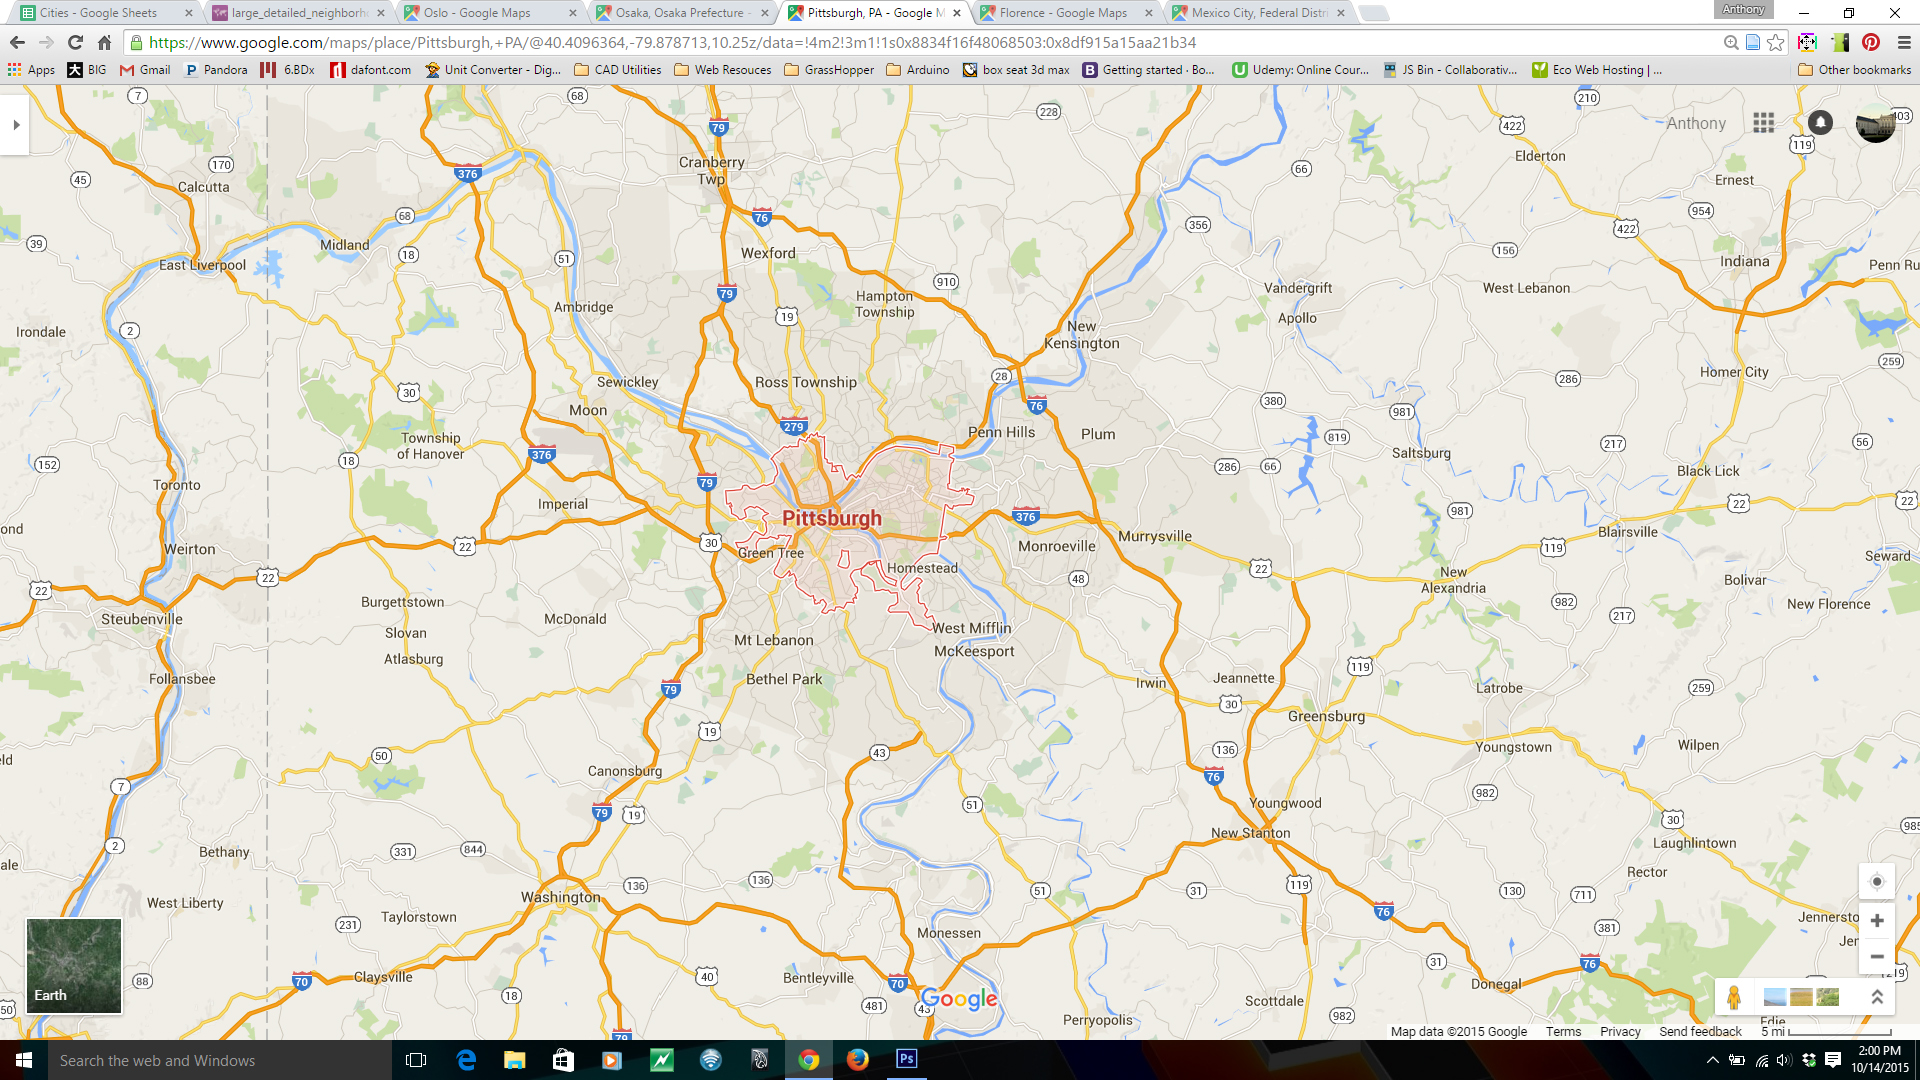 Cities - Google Sheets
large_detailed_neighborh
Oslo - Google Maps
Osaka, Osaka Prefecture -
Pittsburgh, PA - Google M
Florence - Google Maps
Mexico City, Federal Distri
Anthony
https://www.google.com/maps/place/Pittsburgh,+PA/@40.4096364,-79.878713,10.25z/data=!4m2!3m1!1s0x8834f16f48068503:0x8df915a15aa21b34
Apps BIG Gmail Pandora 6.BDx dafont.com Unit Converter - Dig... CAD Utilities Web Resouces GrassHopper Arduino box seat 3d max Getting started · Bo... Udemy: Online Cour... JS Bin - Collaborativ... Eco Web Hosting | ... Other bookmarks
7
68
228
210
403
Anthony
79
422
119
Elderton
Cranberry
Twp
170
376
66
Ernest
45
Calcutta
68
76
954
356
422
39
Midland
18
51
Wexford
156
Indiana
East Liverpool
Penn Ru
910
Vandergrift
West Lebanon
79
Hampton
Township
Ambridge
19
Apollo
Irondale
2
New
Kensington
259
Sewickley
Ross Township
28
286
Homer City
30
Moon
76
380
981
279
Penn Hills
Plum
819
217
56
Township
of Hanover
376
18
Saltsburg
152
286
66
Black Lick
Toronto
79
Imperial
22
22
Pittsburgh
376
981
ond
Blairsville
Murrysville
30
22
Weirton
Green Tree
Monroeville
119
Seward
Homestead
22
22
48
22
New
Alexandria
Bolivar
Burgettstown
982
New Florence
Steubenville
McDonald
217
Slovan
Mt Lebanon
West Mifflin
McKeesport
Atlasburg
119
Follansbee
Bethel Park
Irwin
Jeannette
79
Latrobe
259
30
Greensburg
19
136
Youngstown
Wilpen
50
43
eld
Canonsburg
76
7
982
Youngwood
51
79
19
30
New Stanton
985
2
Laughlintown
Bethany
331
844
Rector
136
136
119
51
31
130
711
Washington
West Liberty
76
Taylorstown
Jennersto
231
381
Monessen
Jer
31
76
88
70
Claysville
40
Bentleyville
70
1219
Donegal
Earth
18
Google
50
481
43
Scottdale
982
Perryopolis
Edie
79
Map data ©2015 Google Terms Privacy Send feedback 5 mi
Search the web and Windows
Ps
2:00 PM
10/14/2015